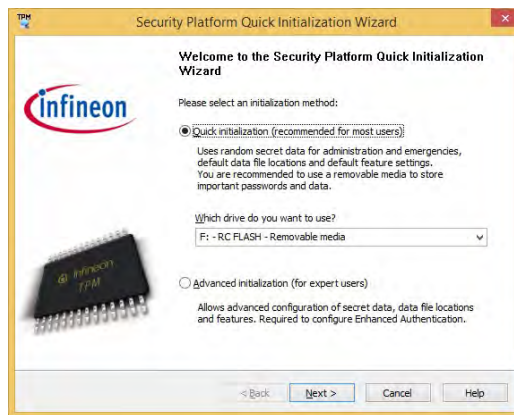 TPM
Security Platform Quick Initialization Wizard
x
Welcome to the Security Platform Quick Initialization
Wizard
infineon
Please select an initialization method:
Quick initialization (recommended for most users)
Uses random secret data for administration and emergencies,
default data file locations and default feature settings.
You are recommended to use a removable media to store
important passwords and data.
Which drive do you want to use?
F: - RC FLASH - Removable media
infineon
TPM
Advanced initialization (for expert users)
Allows advanced configuration of secret data, data file locations
and features. Required to configure Enhanced Authentication.
< Back
Next >
Cancel
Help